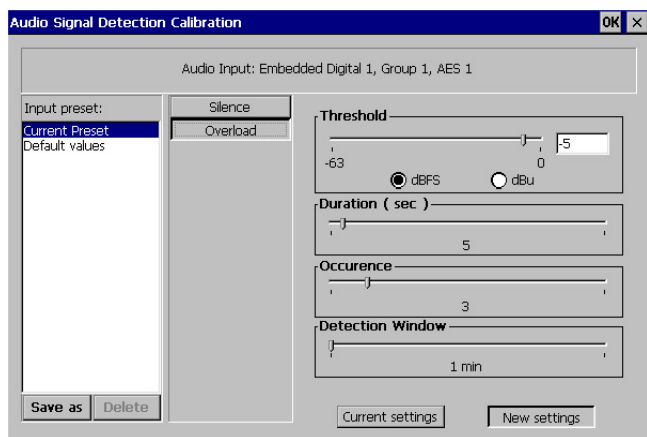 Audio Signal Detection Calibration OK
Audio Input: Embedded Digital 1, Group 1, AES 1
Input preset:
Current Preset
Default values
Save as Delete
Silence
Overload
Threshold
-5
-63 0
dBFS dBu
Duration ( sec )
5
Occurence
3
Detection Window
1 min
Current settings New settings